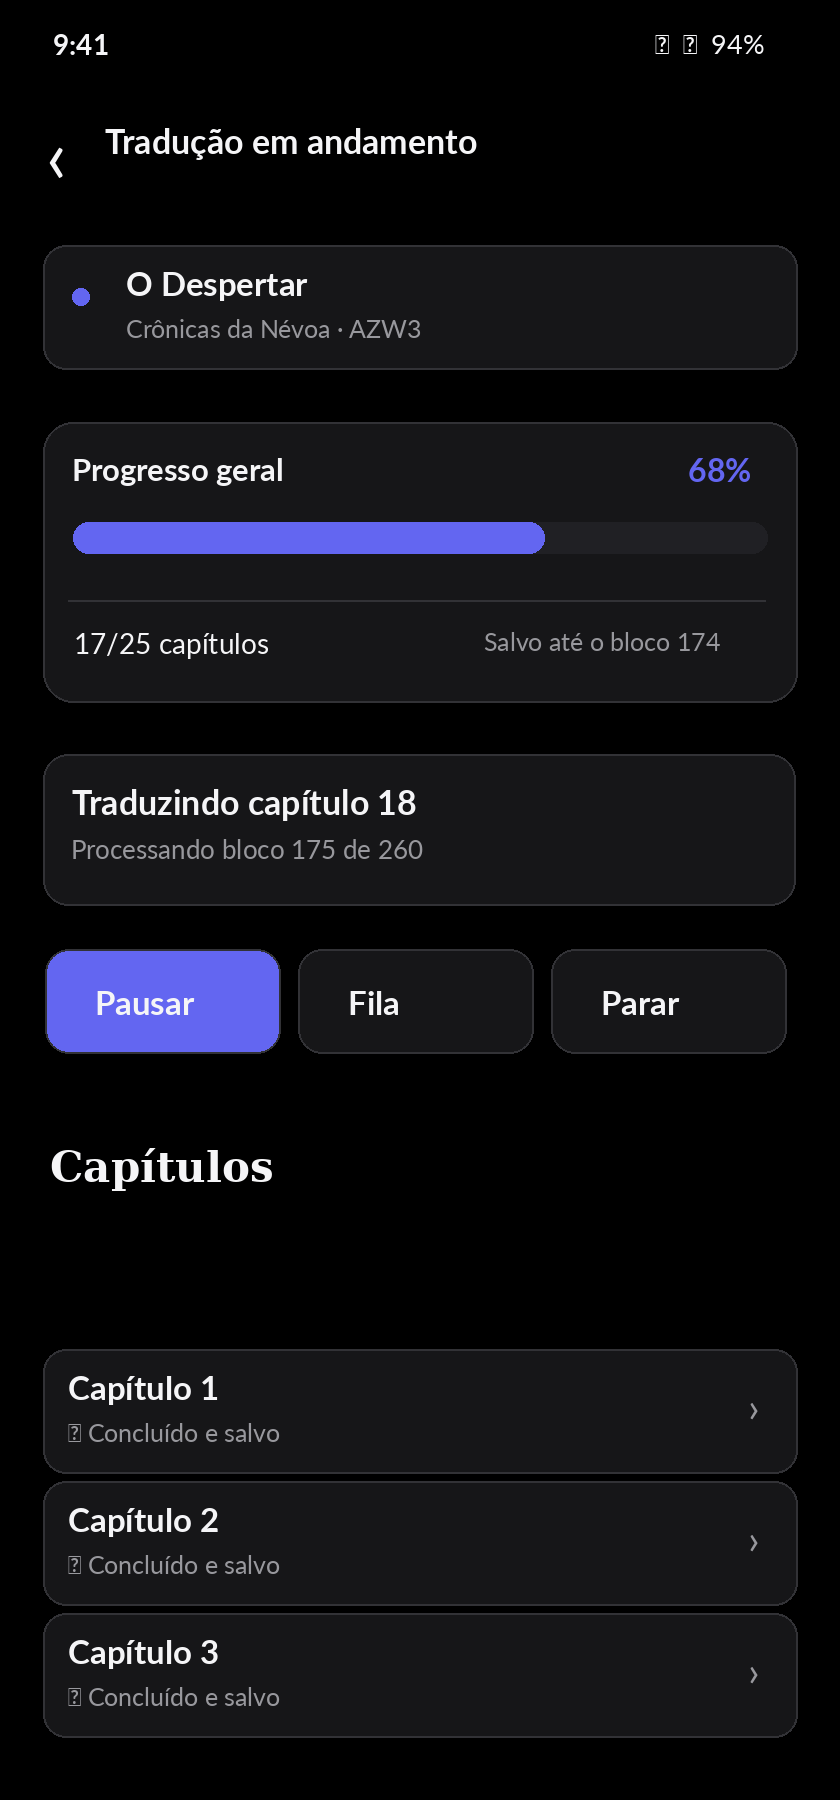 9:41
94%
Tradução em andamento
O Despertar
Crônicas da Névoa · AZW3
Progresso geral
68%
17/25 capítulos
Salvo até o bloco 174
Traduzindo capítulo 18
Processando bloco 175 de 260
Pausar
Fila
Parar
Capítulos
Capítulo 1
Concluído e salvo
Capítulo 2
Concluído e salvo
Capítulo 3
Concluído e salvo